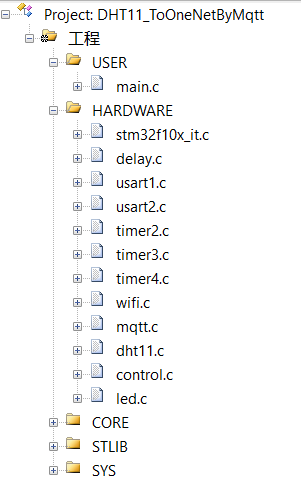 Project: DHT11_ToOneNetByMqtt
工程
USER
main.c
HARDWARE
stm32f10x_it.c
delay.c
usart1.c
usart2.c
timer2.c
timer3.c
timer4.c
wifi.c
mqtt.c
dht11.c
control.c
led.c
CORE
STLIB
SYS